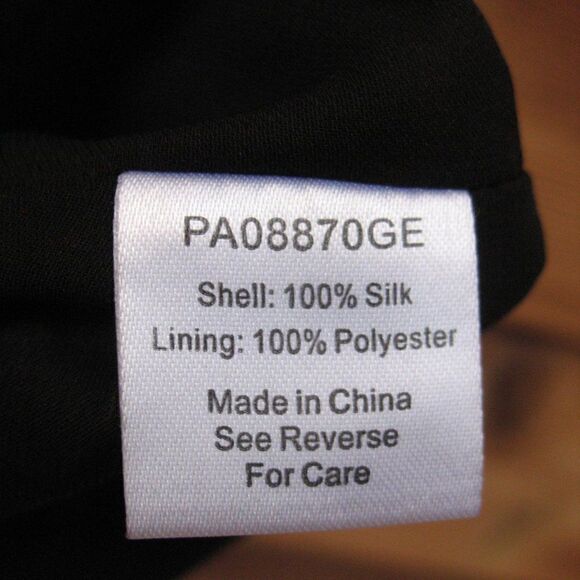 PA08870GE
Shell: 100% Silk
Lining: 100% Polyester
Made in China
See Reverse
For Care